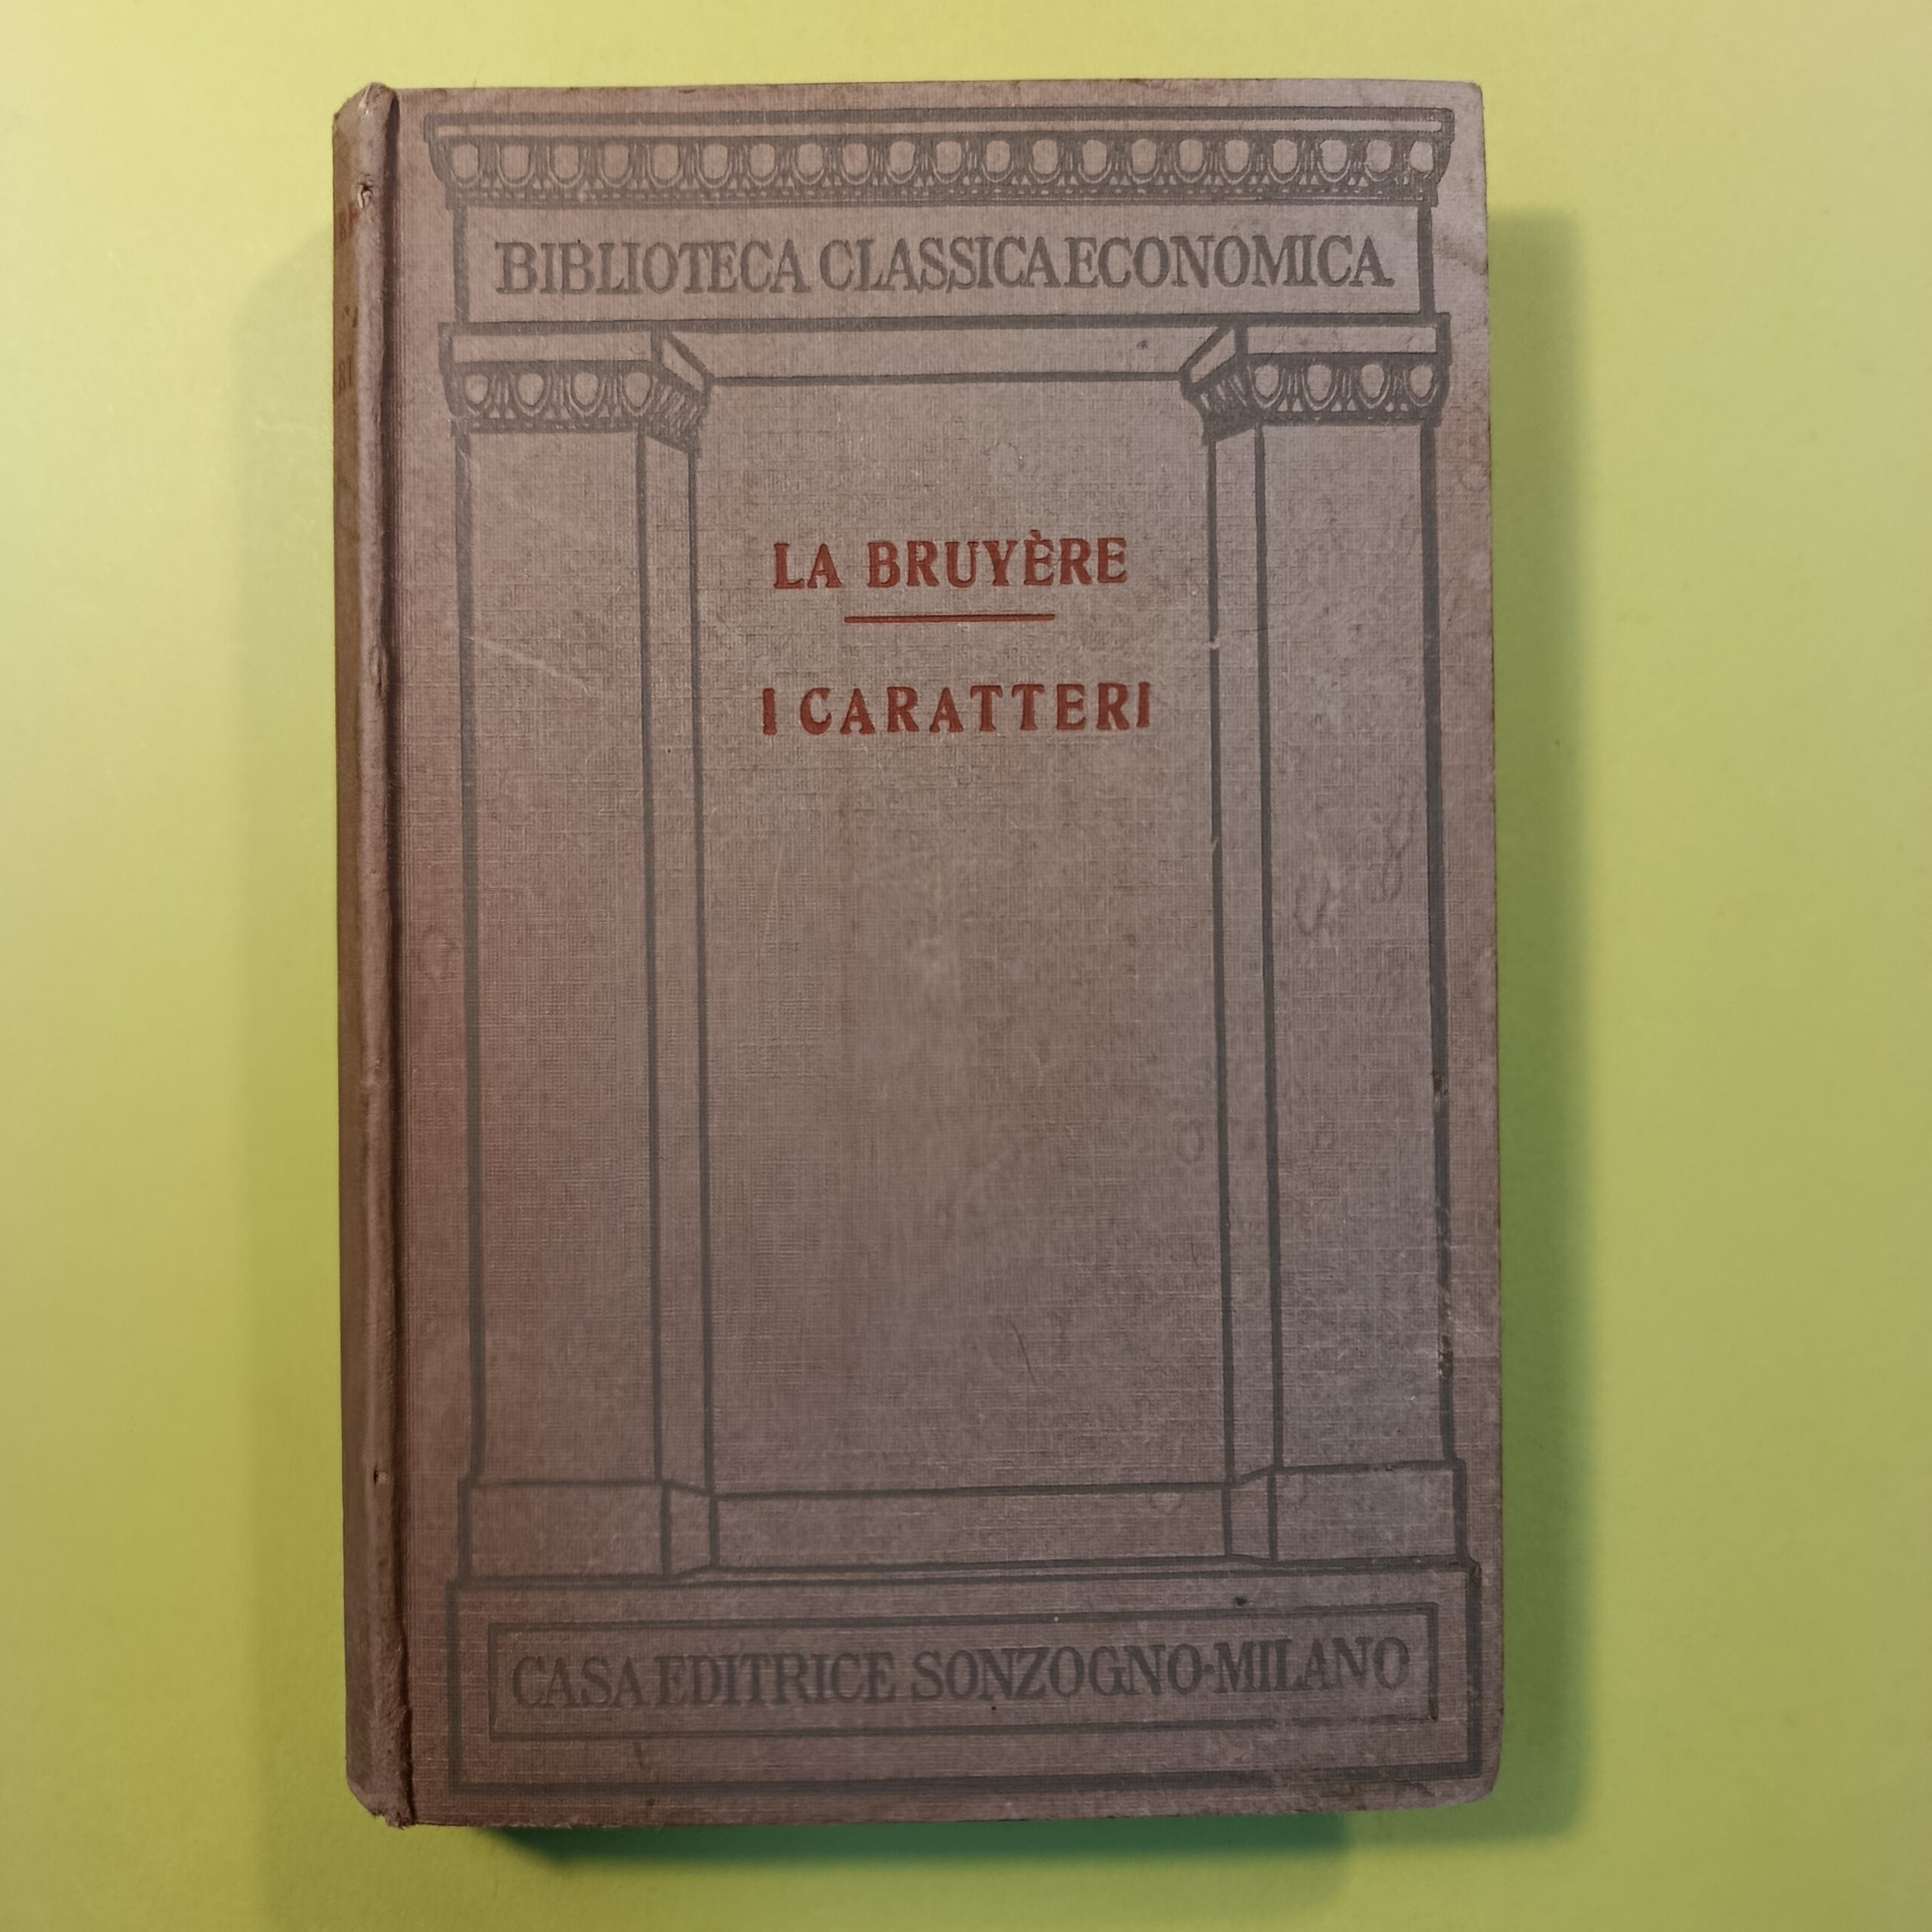 BIBLIOTECA CLASSICA ECONOMICA
LA BRUYÈRE
I CARATTERI
CASA EDITRICE SONZOGNO·MILANO